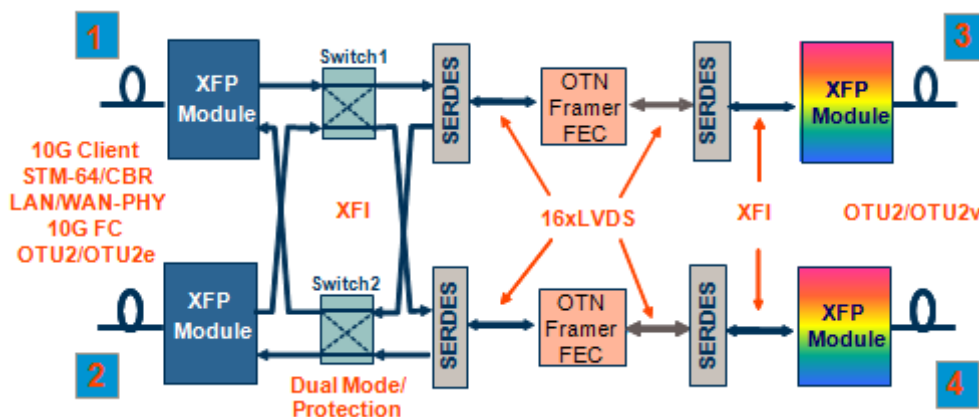 1
3
XFP
Module
Switch1
SERDES
OTN
Framer
FEC
SERDES
XFP
Module
10G Client
STM-64/CBR
LAN/WAN-PHY
10G FC
OTU2/OTU2e
XFI
16xLVDS
XFI
OTU2/OTU2v
XFP
Module
Switch2
SERDES
OTN
Framer
FEC
SERDES
XFP
Module
2
Dual Mode/
Protection
4